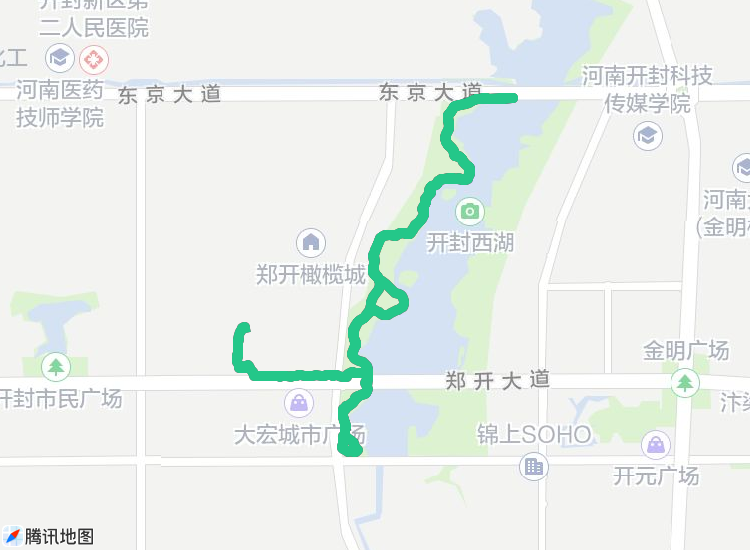 开封新区第
二人民医院
化工
河南医药
技师学院
东京大道
东京大道
河南开封科技
传媒学院
河南
(金明校
开封西湖
郑开橄榄城
金明广场
郑开大道
开封市民广场
大宏城市广场
锦上SOHO
汴梁
开元广场
腾讯地图